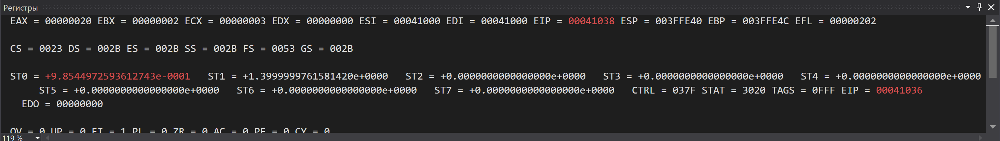 Регистры
EAX = 00000020 EBX = 00000002 ECX = 00000003 EDX = 00000000 ESI = 00041000 EDI = 00041000 EIP = 00041038 ESP = 003FFE40 EBP = 003FFE4C EFL = 00000202
CS = 0023 DS = 002B ES = 002B SS = 002B FS = 0053 GS = 002B
ST0 = +9.8544972593612743e-0001 ST1 = +1.3999999761581420e+0000 ST2 = +0.0000000000000000e+0000 ST3 = +0.0000000000000000e+0000 ST4 = +0.0000000000000000e+0000
ST5 = +0.0000000000000000e+0000 ST6 = +0.0000000000000000e+0000 ST7 = +0.0000000000000000e+0000 CTRL = 037F STAT = 3020 TAGS = 0FFF EIP = 00041036
EDO = 00000000
OV = 0 UP = 0 EI = 1 PL = 0 ZR = 0 AC = 0 PE = 0 CY = 0
119 %